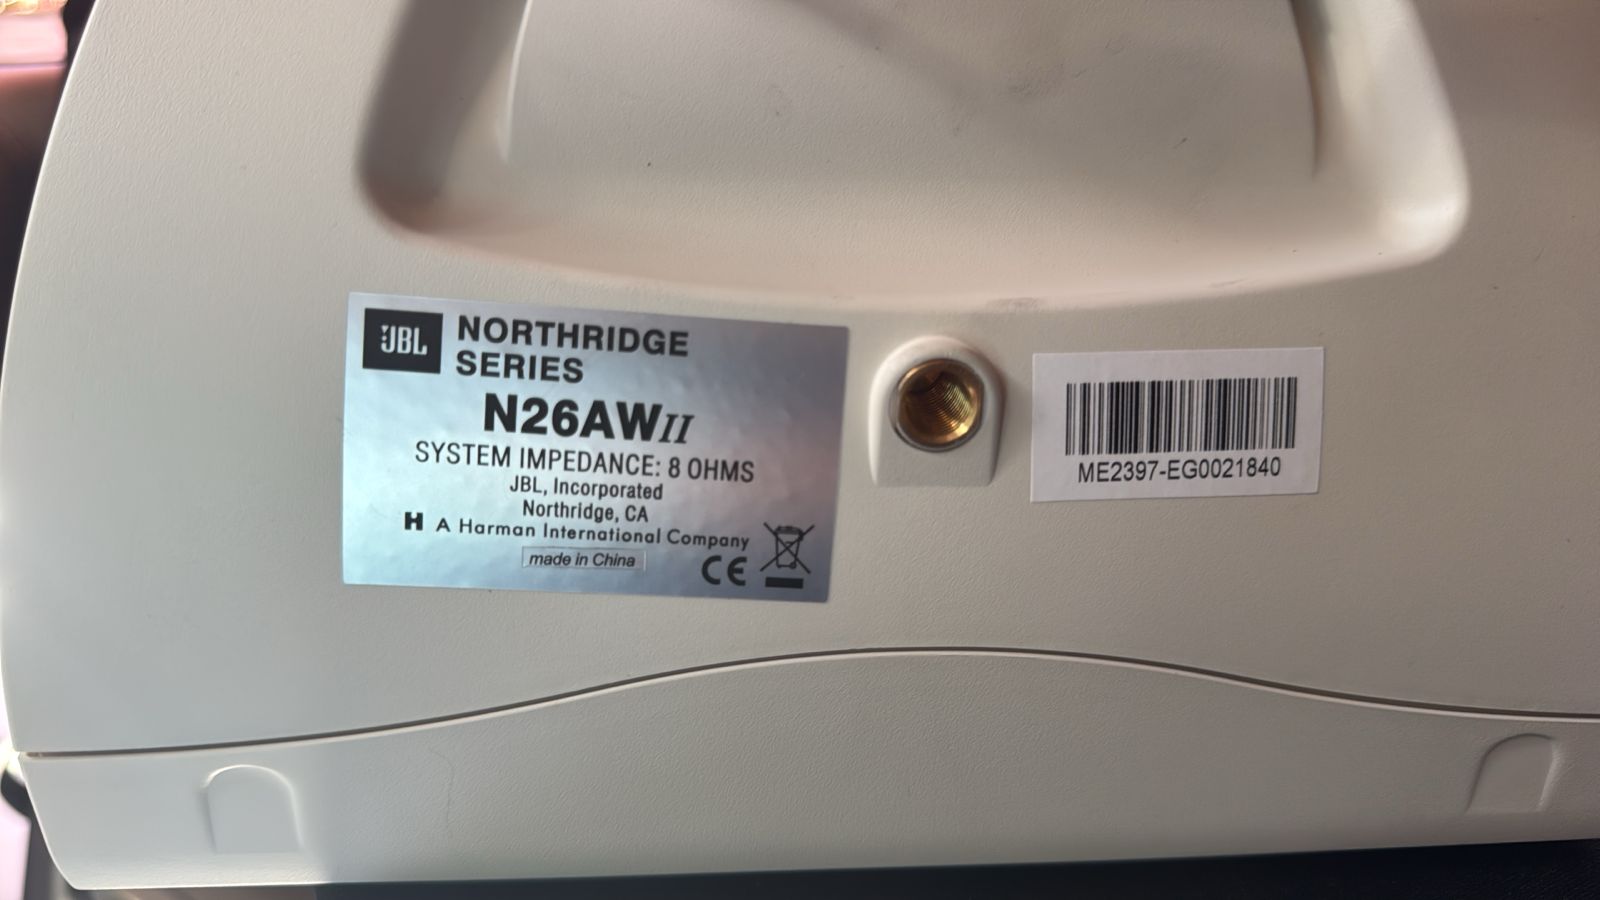 JBL
NORTHRIDGE
SERIES
N26AWII
SYSTEM IMPEDANCE: 8 OHMS
JBL, Incorporated
Northridge, CA
H A Harman International Company
made in China
CE
ME2397-EG0021840